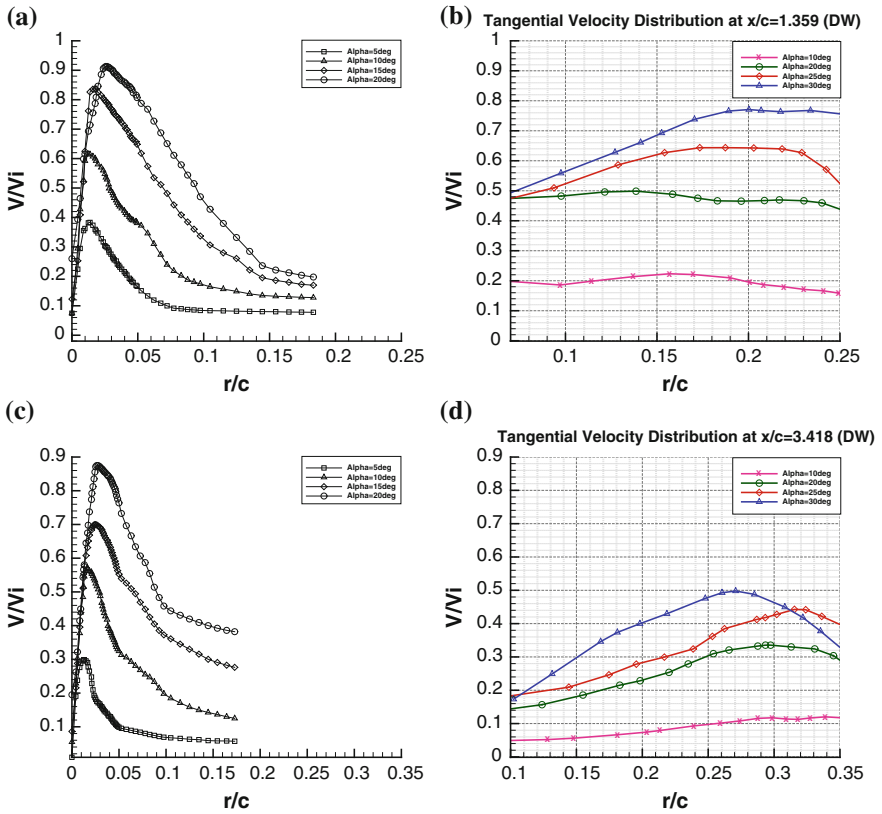 (a)
V/Vi
1
0.9
0.8
0.7
0.6
0.5
0.4
0.3
0.2
0.1
0
0 0.05 0.1 0.15 0.2 0.25
r/c
Alpha=5deg
Alpha=10deg
Alpha=15deg
Alpha=20deg
(b)
Tangential Velocity Distribution at x/c=1.359 (DW)
V/Vi
1
0.9
0.8
0.7
0.6
0.5
0.4
0.3
0.2
0.1
0
0.1 0.15 0.2 0.25
r/c
Alpha=10deg
Alpha=20deg
Alpha=25deg
Alpha=30deg
(c)
V/Vi
0.9
0.8
0.7
0.6
0.5
0.4
0.3
0.2
0.1
0 0.05 0.1 0.15 0.2 0.25 0.3 0.35
r/c
Alpha=5deg
Alpha=10deg
Alpha=15deg
Alpha=20deg
(d)
Tangential Velocity Distribution at x/c=3.418 (DW)
V/Vi
0.9
0.8
0.7
0.6
0.5
0.4
0.3
0.2
0.1
0
0.1 0.15 0.2 0.25 0.3 0.35
r/c
Alpha=10deg
Alpha=20deg
Alpha=25deg
Alpha=30deg